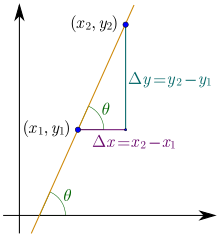 (x₂, y₂)
Δy=y₂−y₁
θ
(x₁, y₁)
Δx=x₂−x₁
θ